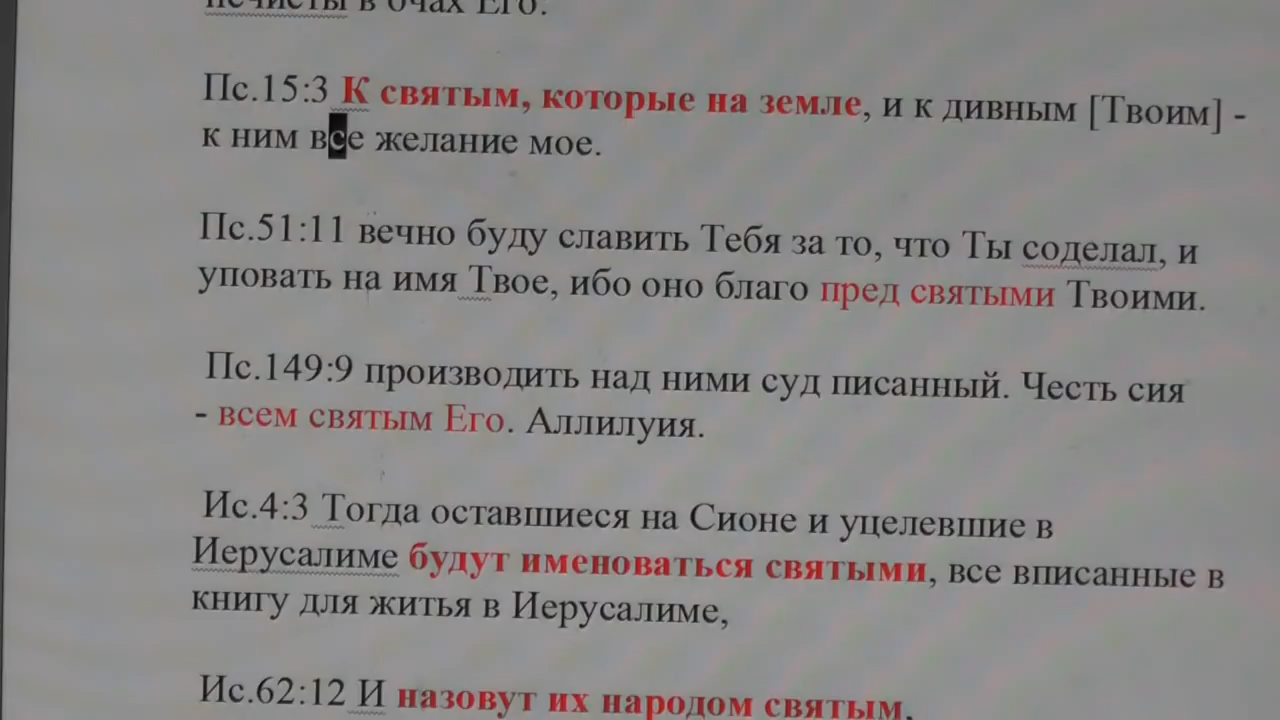 нечисты в очах Его.
Пс.15:3 К святым, которые на земле, и к дивным [Твоим] -
к ним все желание мое.
Пс.51:11 вечно буду славить Тебя за то, что Ты соделал, и
уповать на имя Твое, ибо оно благо пред святыми Твоими.
Пс.149:9 производить над ними суд писанный. Честь сия
- всем святым Его. Аллилуия.
Ис.4:3 Тогда оставшиеся на Сионе и уцелевшие в
Иерусалиме будут именоваться святыми, все вписанные в
книгу для житья в Иерусалиме,
Ис.62:12 И назовут их народом святым,